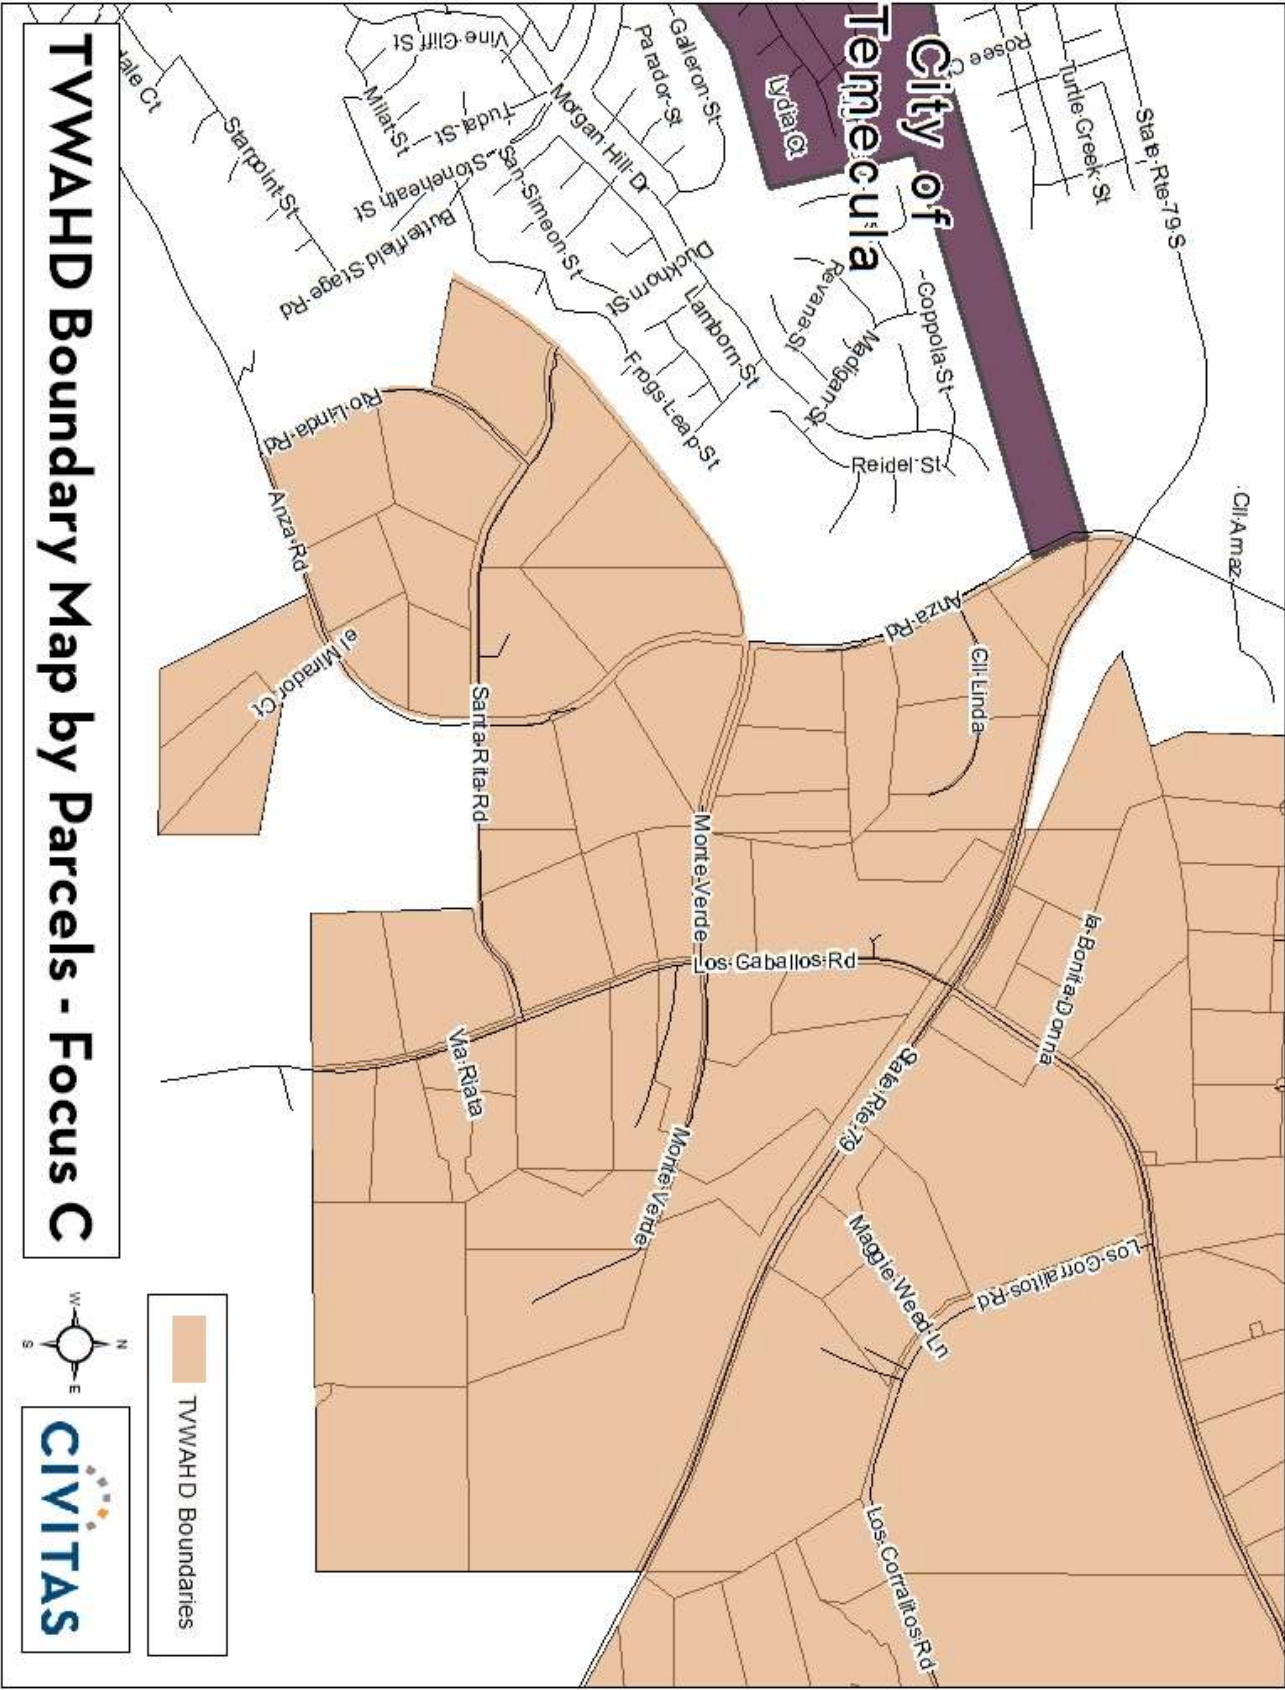 City of
Temecula
Rosee Ct
Turtle Creek St
State Rte 79 S
Cll Arnaz
Galleron St
Parador St
Lydia Ct
Vine Cliff St
Morgan Hill Dr
Milat St
Tuda St
Stoneheath St
San Simeon St
Butterfield Stage Rd
Starpoint St
dale Ct
Duckhorn St
Lamborn St
Frogs Leap St
Revana St
Madigan St
Coppola St
Reidel St
Rio Linda Rd
Anza Rd
el Mirador Ct
Santa Rita Rd
Anza Rd
Cll Linda
Monte Verde
Los Caballos Rd
la Bonita Donna
State Rte 79
Via Riata
Monte Verde
Maggie Weed Ln
Los Corralitos Rd
Los Corralitos Rd
TVWAHD Boundary Map by Parcels - Focus C
N
W
E
S
TVWAHD Boundaries
CIVITAS